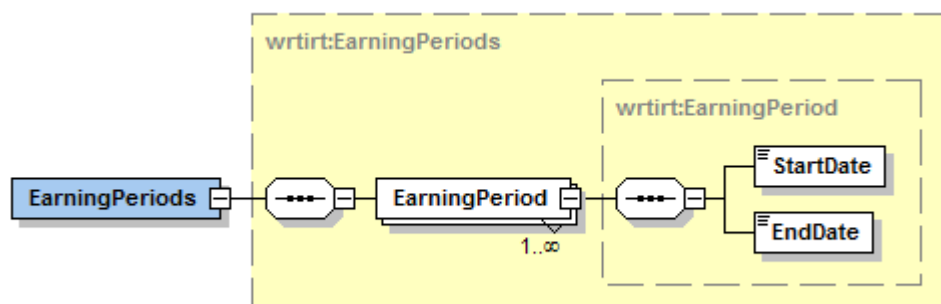 wrtirt:EarningPeriods
wrtirt:EarningPeriod
EarningPeriods
EarningPeriod
1..∞
StartDate
EndDate